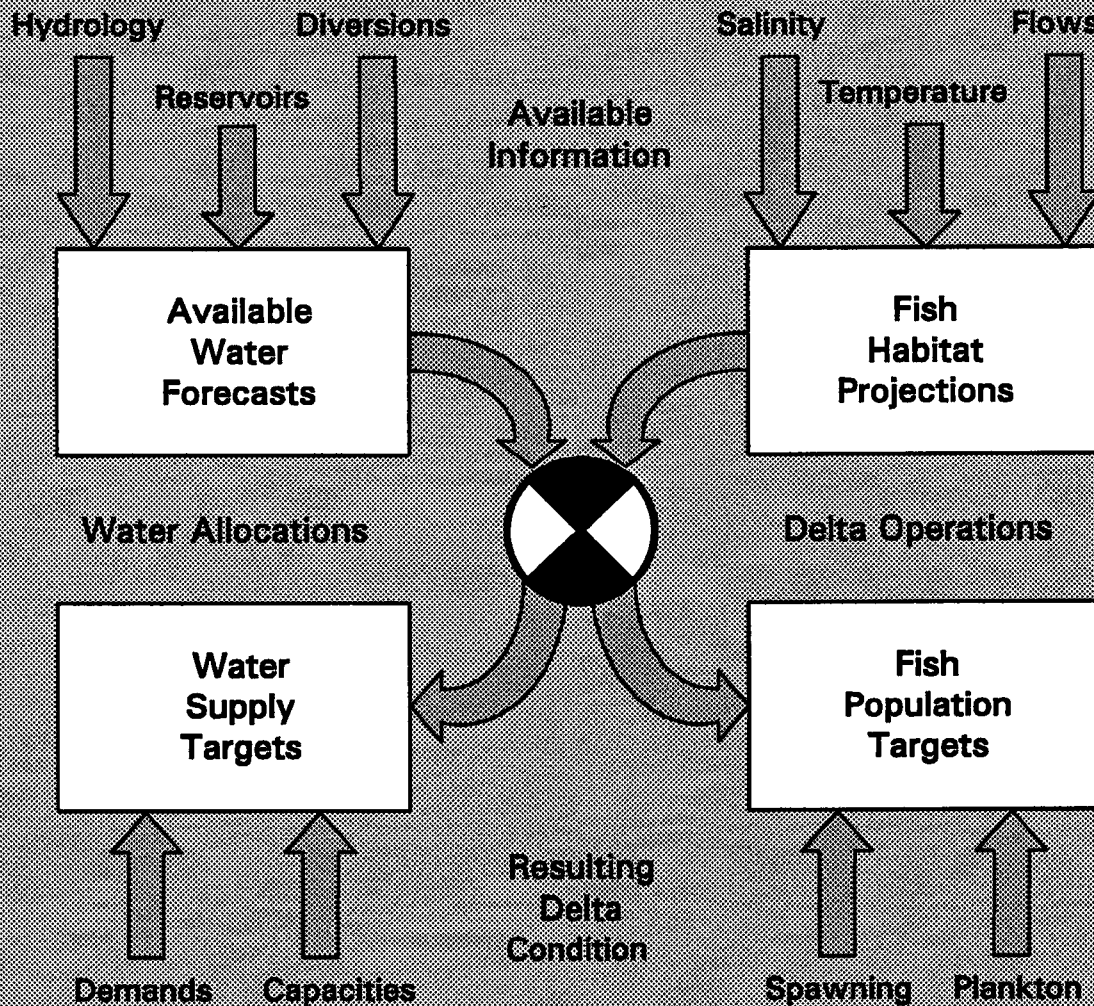 Hydrology
Diversions
Salinity
Flows
Reservoirs
Temperature
Available
Information
Available
Water
Forecasts
Fish
Habitat
Projections
Water Allocations
Delta Operations
Water
Supply
Targets
Fish
Population
Targets
Resulting
Delta
Condition
Demands
Capacities
Spawning
Plankton